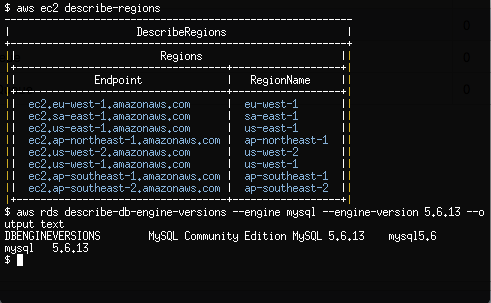 $ aws ec2 describe-regions
-----------------------------------------------------------
|                     DescribeRegions                     |
+---------------------------------------------------------+
||                        Regions                        ||
|+-----------------------------------+-------------------+|
||             Endpoint              |    RegionName     ||
|+-----------------------------------+-------------------+|
||  ec2.eu-west-1.amazonaws.com      |  eu-west-1        ||
||  ec2.sa-east-1.amazonaws.com      |  sa-east-1        ||
||  ec2.us-east-1.amazonaws.com      |  us-east-1        ||
||  ec2.ap-northeast-1.amazonaws.com |  ap-northeast-1   ||
||  ec2.us-west-2.amazonaws.com      |  us-west-2        ||
||  ec2.us-west-1.amazonaws.com      |  us-west-1        ||
||  ec2.ap-southeast-1.amazonaws.com |  ap-southeast-1   ||
||  ec2.ap-southeast-2.amazonaws.com |  ap-southeast-2   ||
|+-----------------------------------+-------------------+|
$ aws rds describe-db-engine-versions --engine mysql --engine-version 5.6.13 --o
utput text
DBENGINEVERSIONS        MySQL Community Edition MySQL 5.6.13    mysql5.6
mysql   5.6.13
$